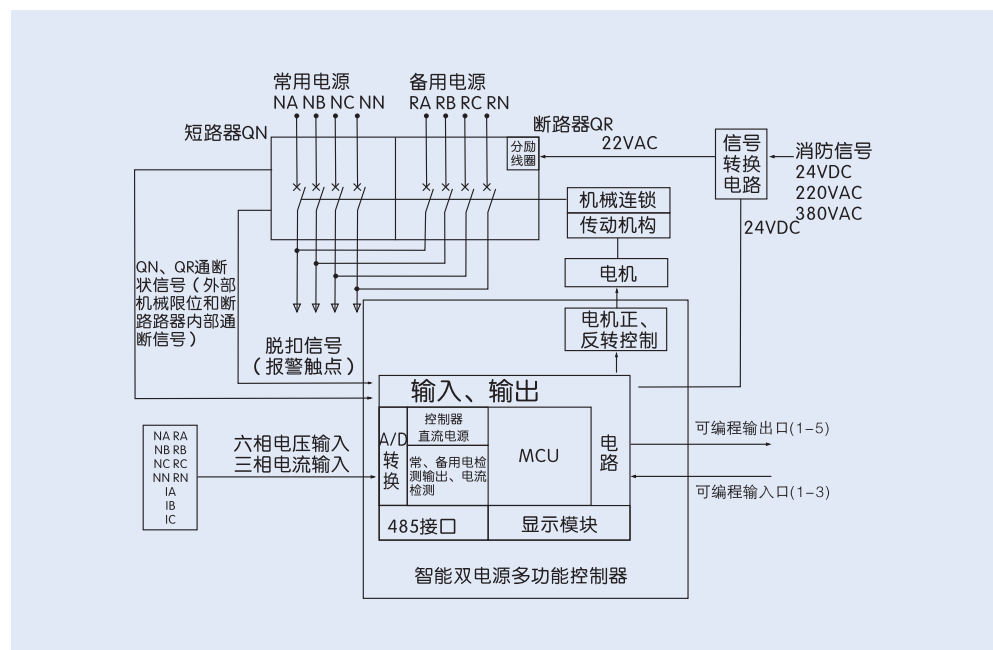 常用电源
NA NB NC NN
备用电源
RA RB RC RN
短路器QN
断路器QR
22VAC
分励
线圈
信号
转换
电路
消防信号
24VDC
220VAC
380VAC
24VDC
机械连锁
传动机构
电机
电机正、
反转控制
QN、QR通断
状信号（外部
机械限位和断
路路器内部通
断信号）
脱扣信号
（报警触点）
输入、输出
A/D
转
换
控制器
直流电源
常、备用电检
测输出、电流
检测
MCU
电
路
485接口
显示模块
智能双电源多功能控制器
可编程输出口(1-5)
可编程输入口(1-3)
六相电压输入
三相电流输入
NA RA
NB RB
NC RC
NN RN
IA
IB
IC